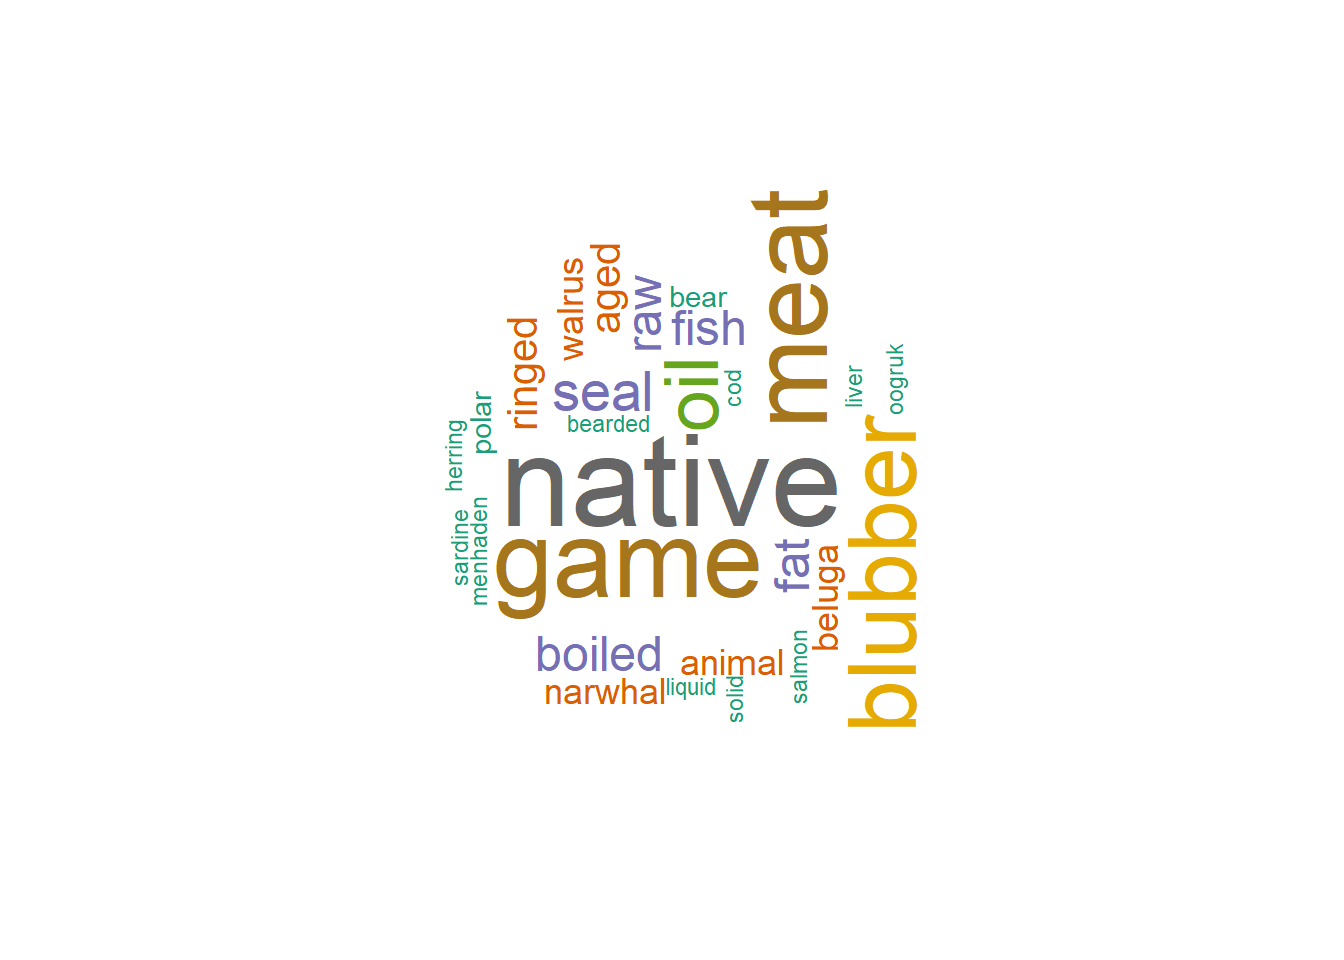 meat
aged
walrus
raw
bear
fish
ringed
oil
seal
cod
liver
oogruk
polar
bearded
herring
native
blubber
sardine
menhaden
game
fat
beluga
boiled
animal
salmon
narwhal
liquid
solid